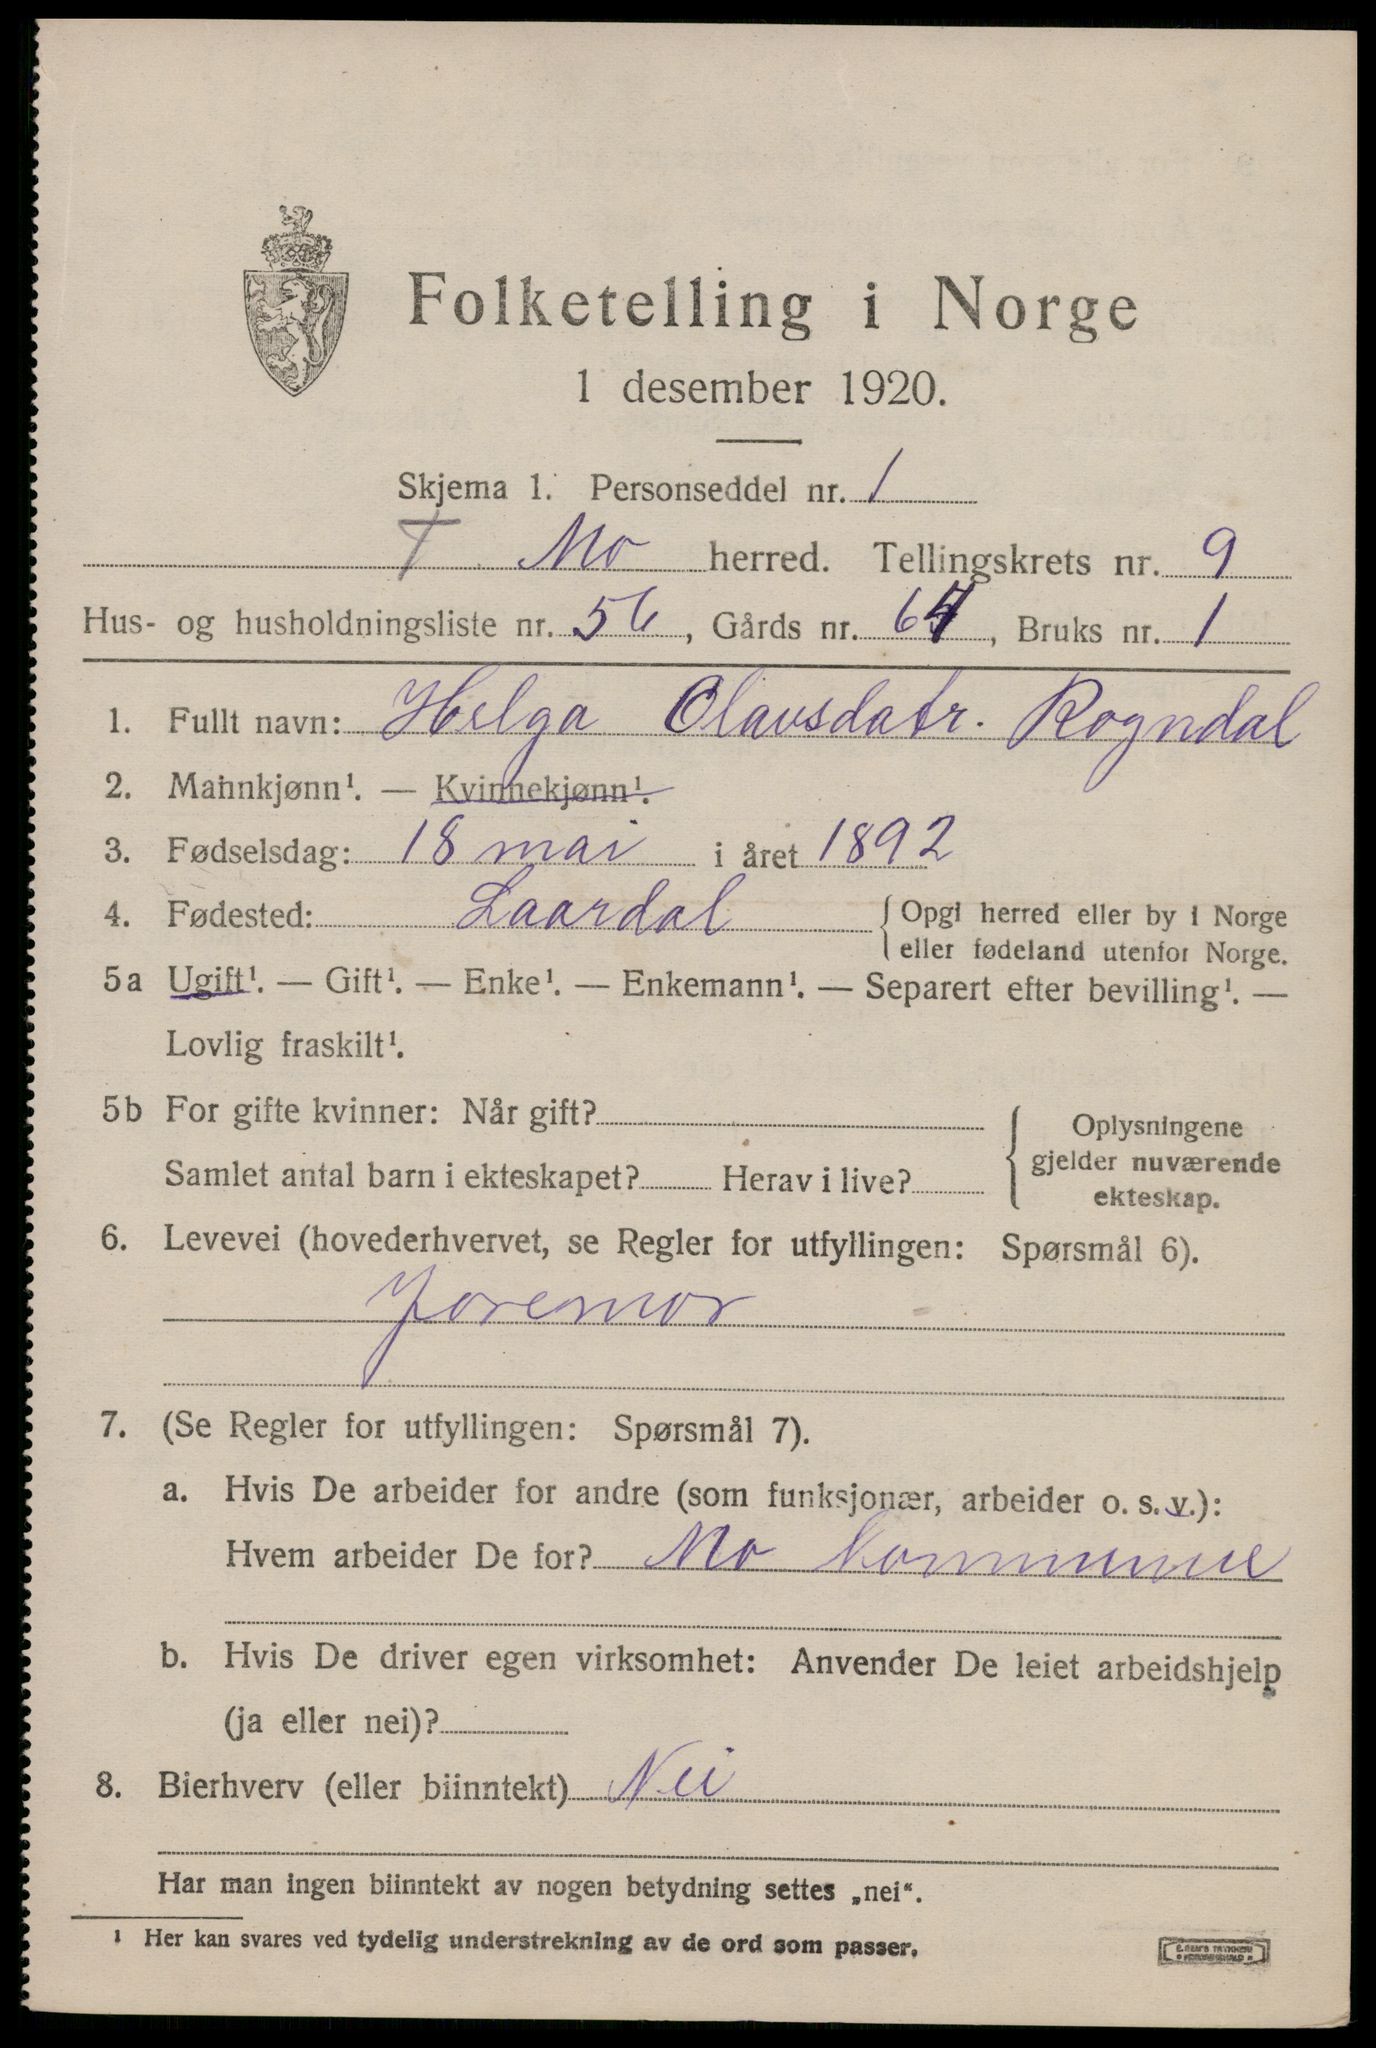 Folketelling i Norge
1 desember 1920.
Skjema 1. Personseddel nr. 1
T Mo herred. Tellingskrets nr. 9
Hus- og husholdningsliste nr. 56, Gårds nr. 64, Bruks nr. 1
1. Fullt navn: Helga Olavsdatr. Rogndal
2. Mannkjønn¹. — Kvinnekjønn¹.
3. Fødselsdag: 18 mai i året 1892
4. Fødested: Laardal {Opgi herred eller by i Norge
eller fødeland utenfor Norge.
5a Ugift¹. — Gift¹. — Enke¹. — Enkemann¹. — Separert efter bevilling¹. —
Lovlig fraskilt¹.
5b For gifte kvinner: Når gift?
Samlet antal barn i ekteskapet? Herav i live?
Oplysningene
gjelder nuværende
ekteskap.
6. Levevei (hovederhvervet, se Regler for utfyllingen: Spørsmål 6).
Joremor
7. (Se Regler for utfyllingen: Spørsmål 7).
a. Hvis De arbeider for andre (som funksjonær, arbeider o. s. v.):
Hvem arbeider De for? Mo kommune
b. Hvis De driver egen virksomhet: Anvender De leiet arbeidshjelp
(ja eller nei)?
8. Bierhverv (eller biinntekt) Nei
Har man ingen biinntekt av nogen betydning settes „nei“.
¹ Her kan svares ved tydelig understrekning av de ord som passer.